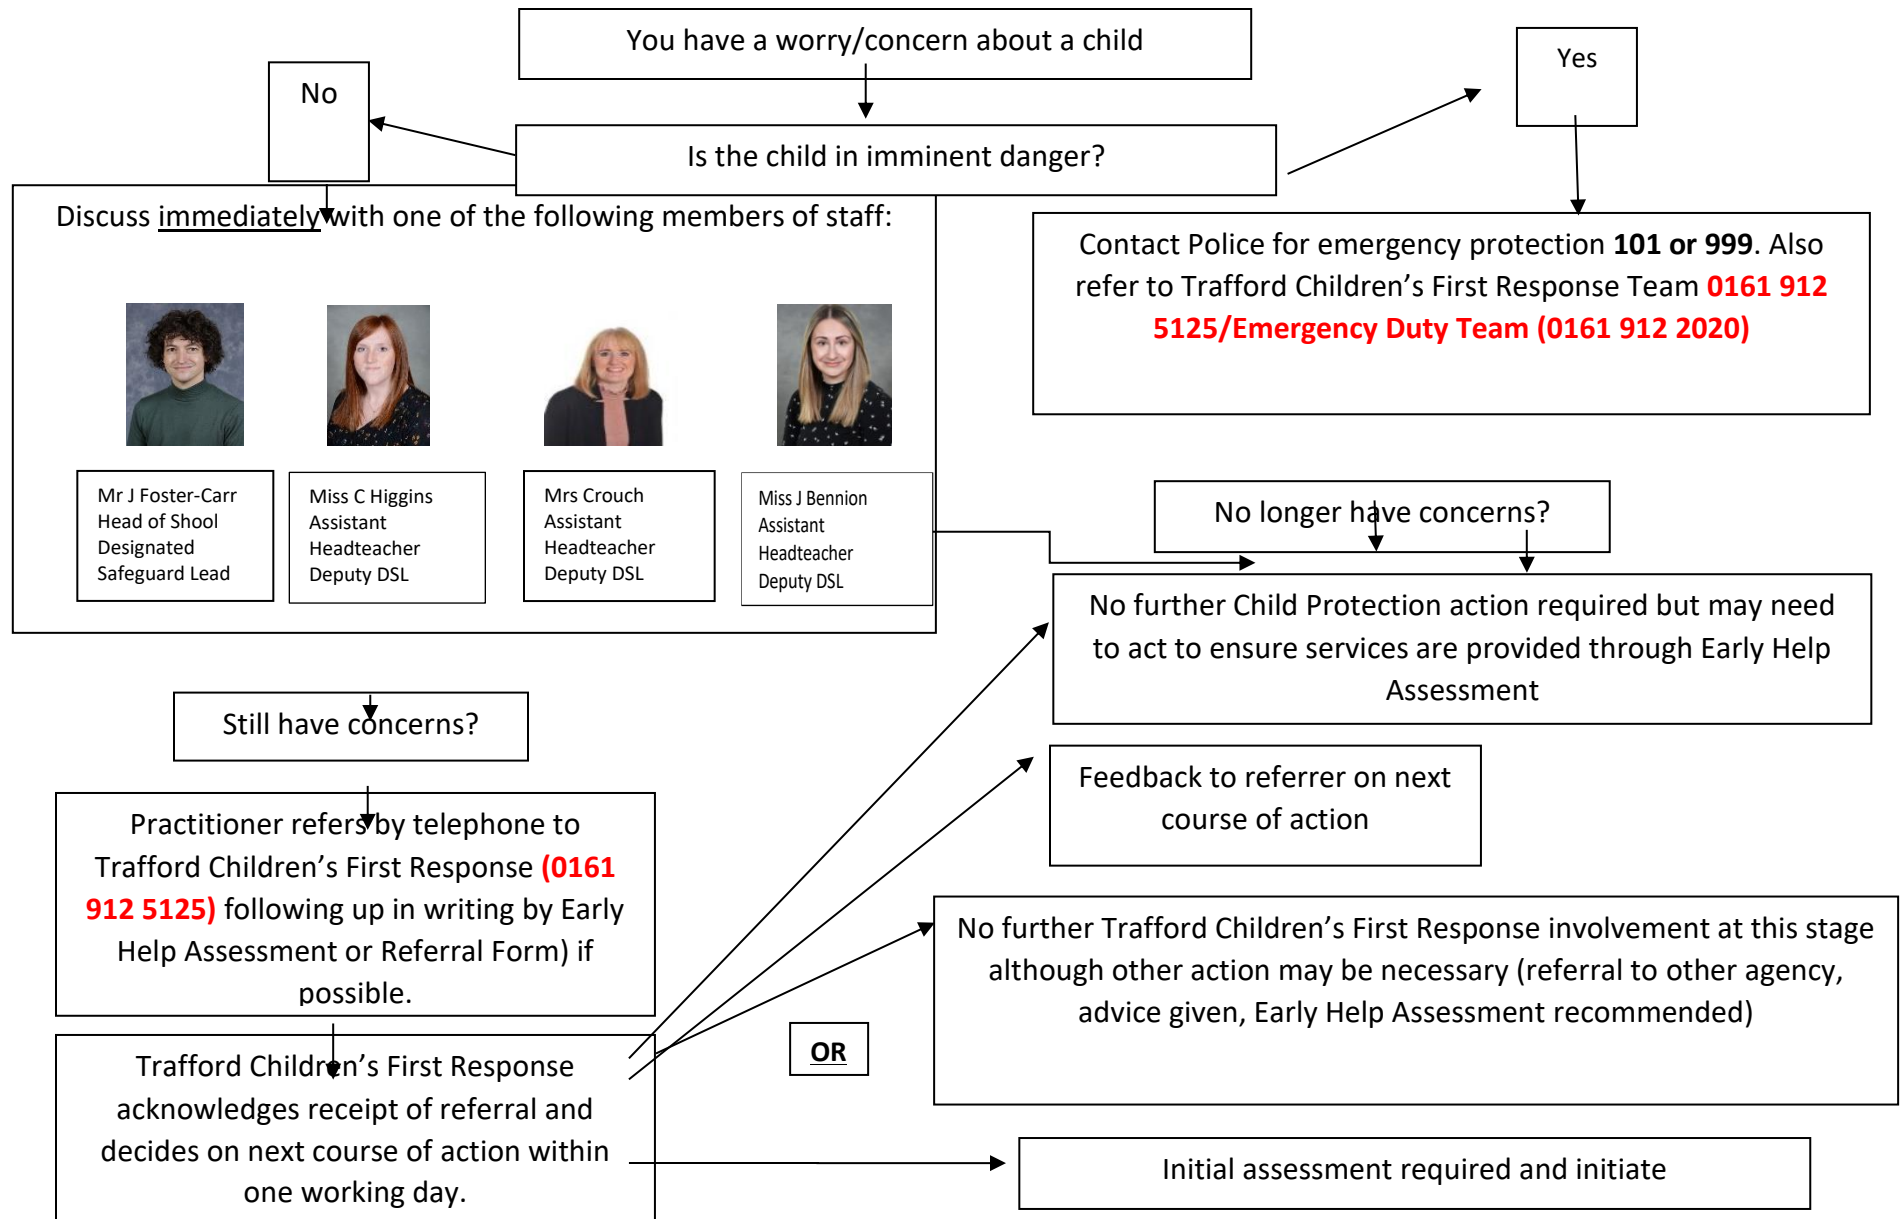 You have a worry/concern about a child
No
Yes
Is the child in imminent danger?
Discuss immediately with one of the following members of staff:
Mr J Foster-Carr
Head of Shool
Designated
Safeguard Lead
Miss C Higgins
Assistant
Headteacher
Deputy DSL
Mrs Crouch
Assistant
Headteacher
Deputy DSL
Miss J Bennion
Assistant
Headteacher
Deputy DSL
Contact Police for emergency protection 101 or 999. Also
refer to Trafford Children’s First Response Team 0161 912
5125/Emergency Duty Team (0161 912 2020)
No longer have concerns?
No further Child Protection action required but may need
to act to ensure services are provided through Early Help
Assessment
Still have concerns?
Practitioner refers by telephone to
Trafford Children’s First Response (0161
912 5125) following up in writing by Early
Help Assessment or Referral Form) if
possible.
Feedback to referrer on next
course of action
No further Trafford Children’s First Response involvement at this stage
although other action may be necessary (referral to other agency,
advice given, Early Help Assessment recommended)
OR
Trafford Children’s First Response
acknowledges receipt of referral and
decides on next course of action within
one working day.
Initial assessment required and initiate